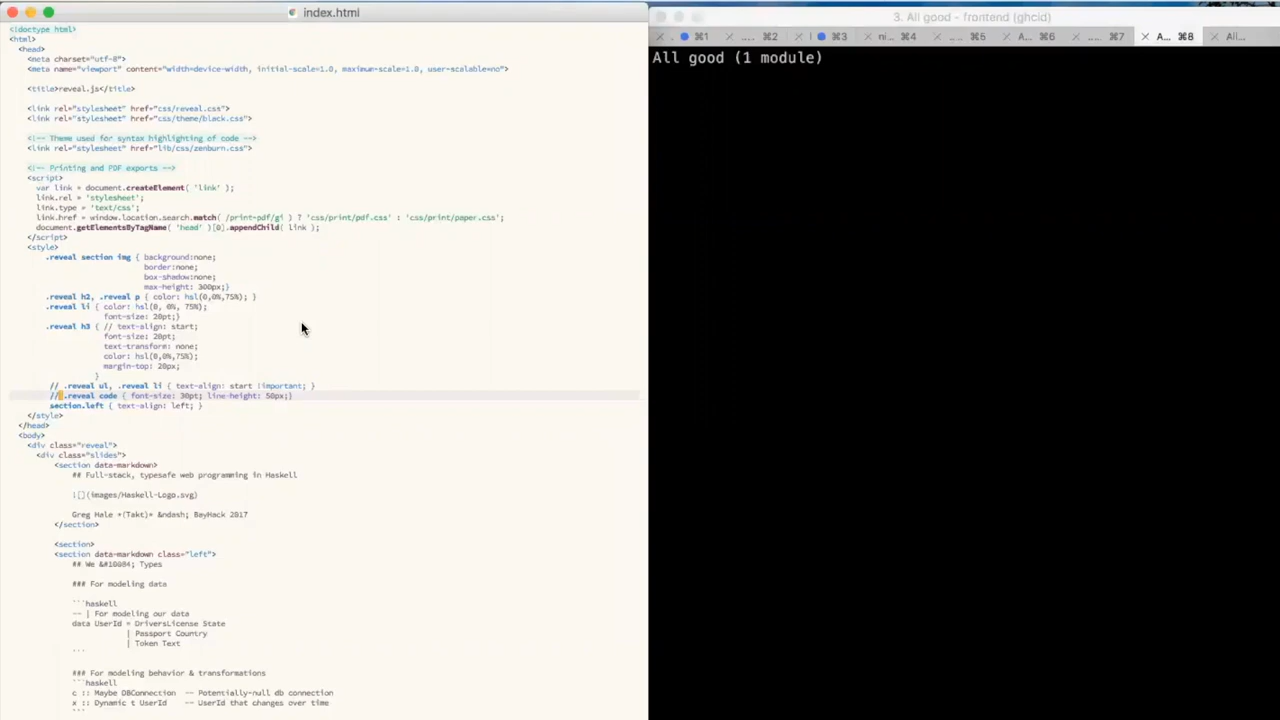 index.html
<!doctype html>
<html>
<head>
<meta charset="utf-8">
<meta name="viewport" content="width=device-width, initial-scale=1.0, maximum-scale=1.0, user-scalable=no">
<title>reveal.js</title>
<link rel="stylesheet" href="css/reveal.css">
<link rel="stylesheet" href="css/theme/black.css">
<!-- Theme used for syntax highlighting of code -->
<link rel="stylesheet" href="lib/css/zenburn.css">
<!-- Printing and PDF exports -->
<script>
var link = document.createElement( 'link' );
link.rel = 'stylesheet';
link.type = 'text/css';
link.href = window.location.search.match( /print-pdf/gi ) ? 'css/print/pdf.css' : 'css/print/paper.css';
document.getElementsByTagName( 'head' )[0].appendChild( link );
</script>
<style>
.reveal section img { background:none;
border:none;
box-shadow:none;
max-height: 300px;}
.reveal h2, .reveal p { color: hsl(0,0%,75%); }
.reveal li { color: hsl(0, 0%, 75%);
font-size: 20pt;}
.reveal h3 { // text-align: start;
font-size: 20pt;
text-transform: none;
color: hsl(0,0%,75%);
margin-top: 20px;
}
// .reveal ul, .reveal li { text-align: start !important; }
// .reveal code { font-size: 30pt; line-height: 50px;}
section.left { text-align: left; }
</style>
</head>
<body>
<div class="reveal">
<div class="slides">
<section data-markdown>
## Full-stack, typesafe web programming in Haskell
![](images/Haskell-Logo.svg)
Greg Hale *(Takt)* &ndash; BayHack 2017
</section>
<section>
<section data-markdown class="left">
## We &#10084; Types
### For modeling data
```haskell
-- | For modeling our data
data UserId = DriversLicense State
| Passport Country
| Token Text
```
### For modeling behavior & transformations
```haskell
c :: Maybe DBConnection -- Potentially-null db connection
x :: Dynamic t UserId -- UserId that changes over time
```
3. All good - frontend (ghcid)
⌘1 ... ⌘2 ⌘3 ni... ⌘4 ... ⌘5 A... ⌘6 ... ⌘7 A... ⌘8 All...
All good (1 module)